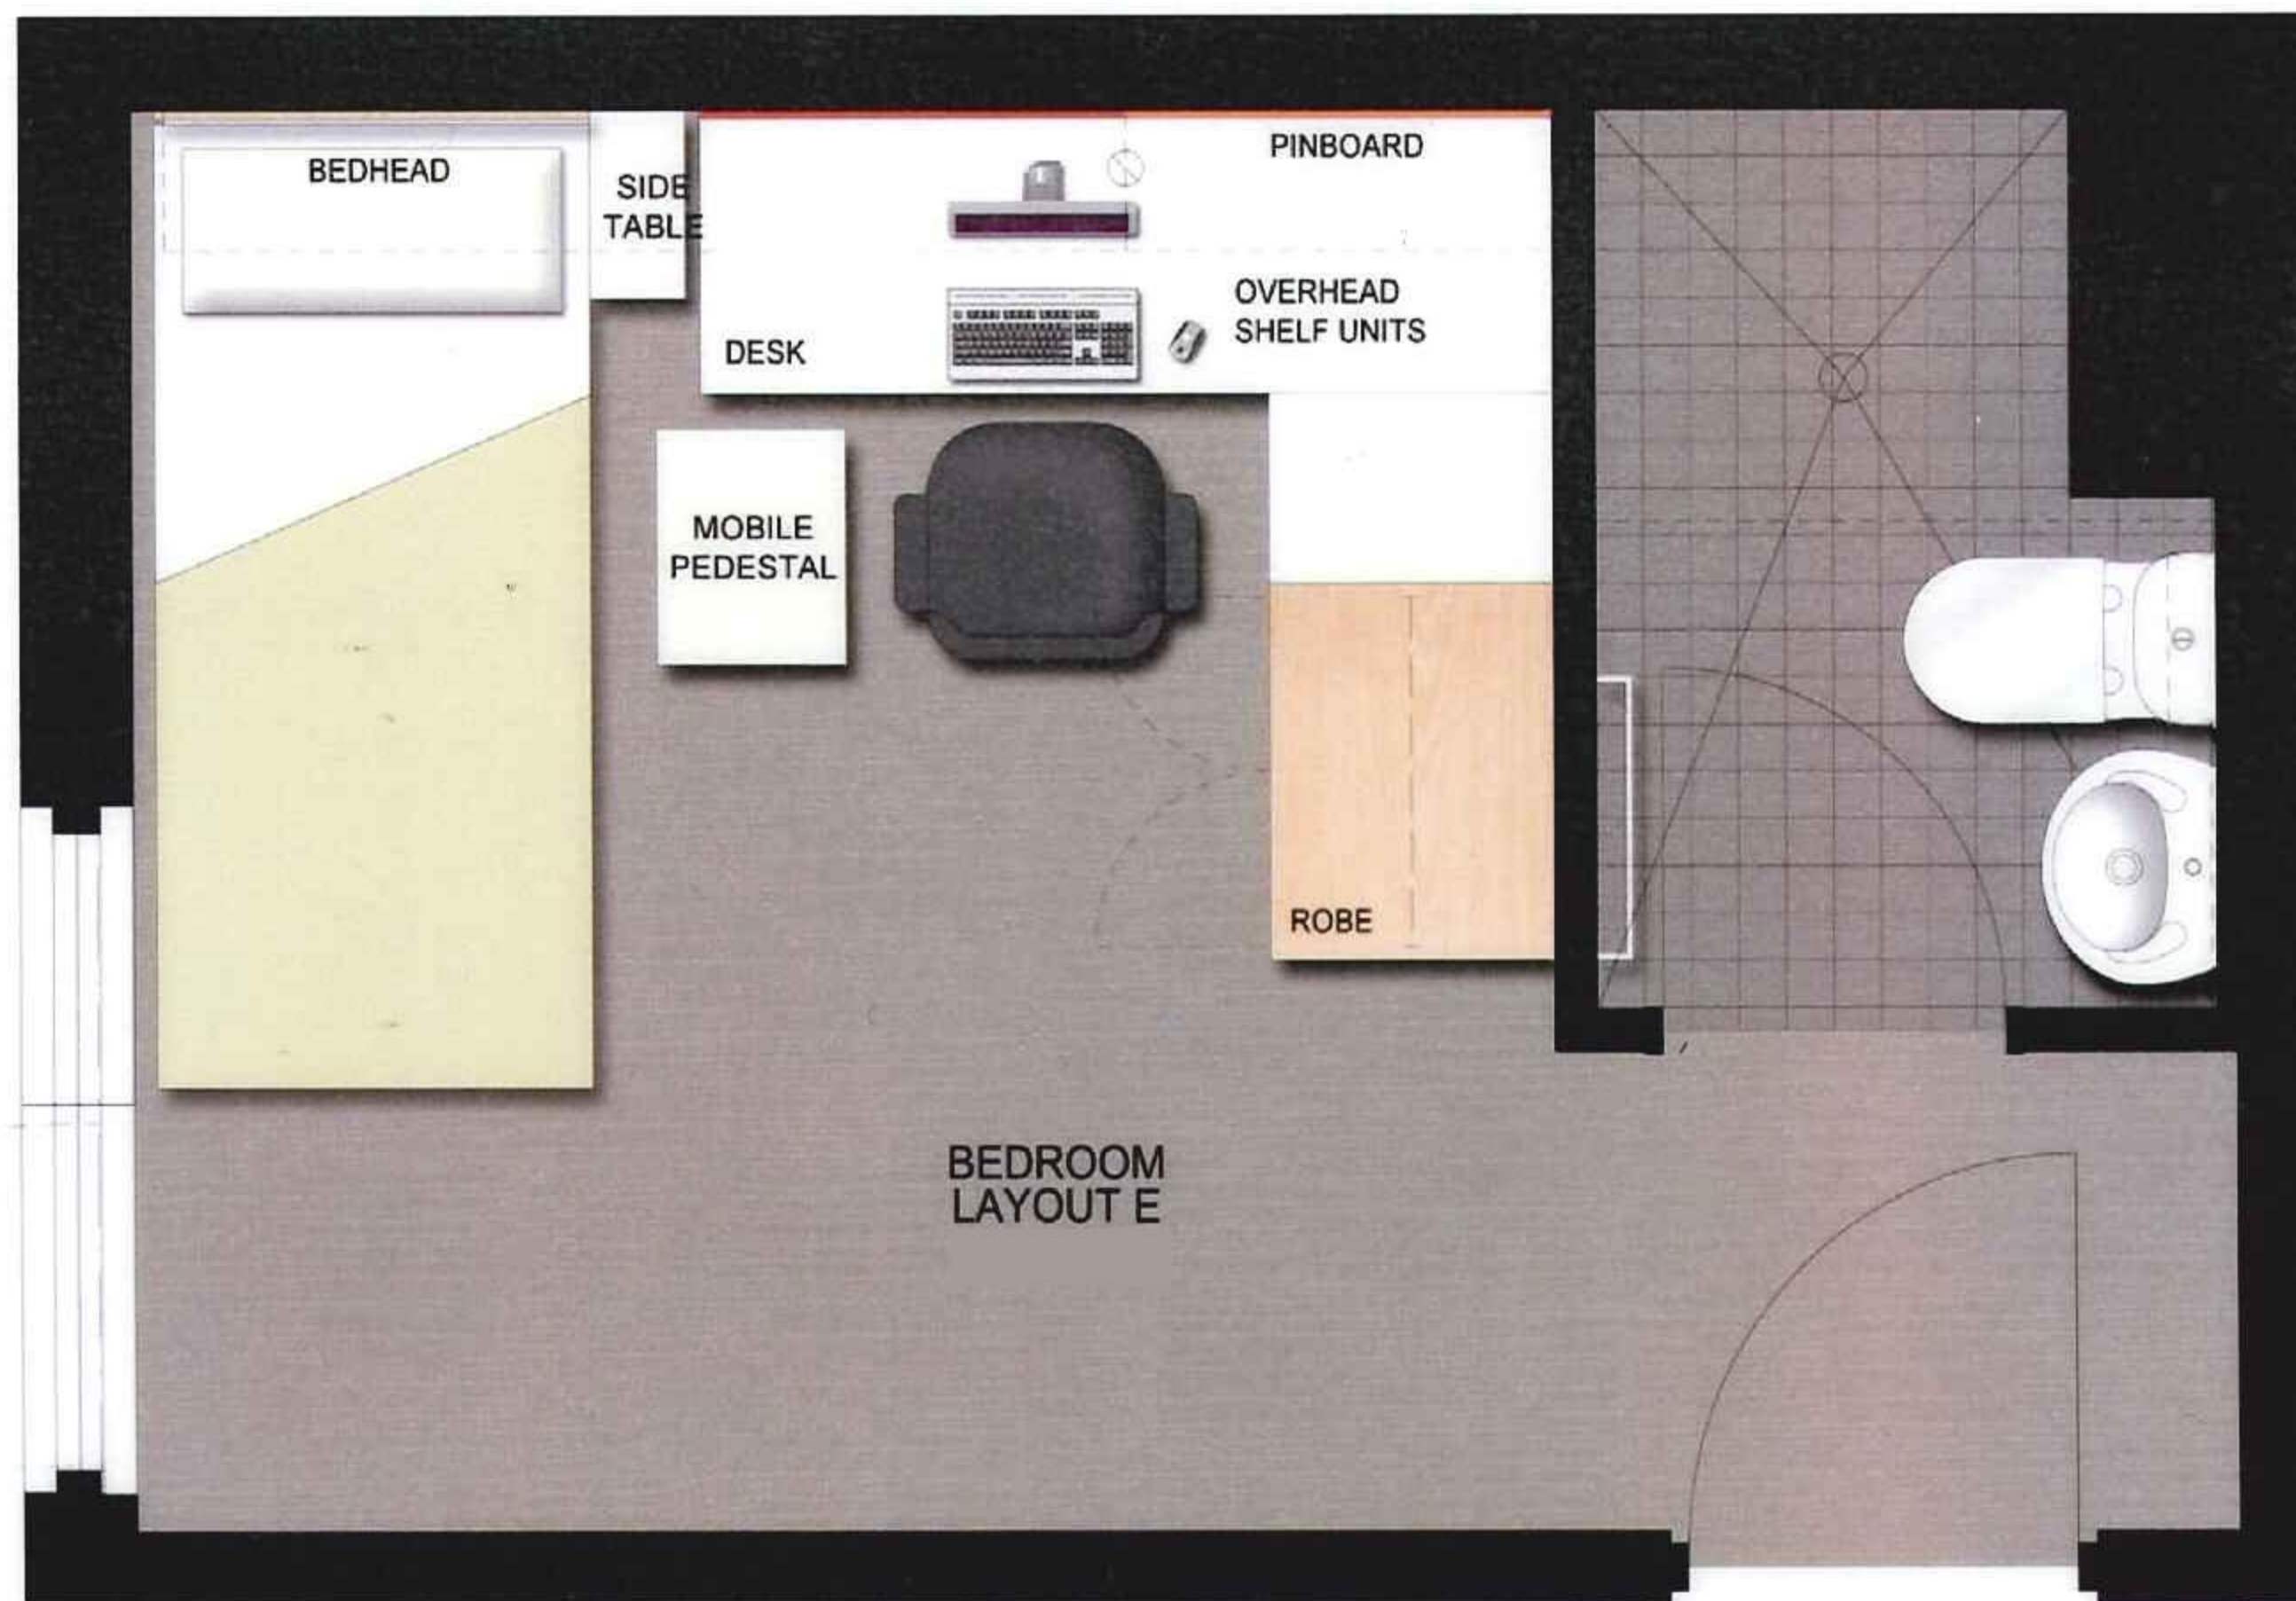 BEDHEAD
SIDE
TABLE
PINBOARD
OVERHEAD
SHELF UNITS
DESK
MOBILE
PEDESTAL
ROBE
BEDROOM
LAYOUT E